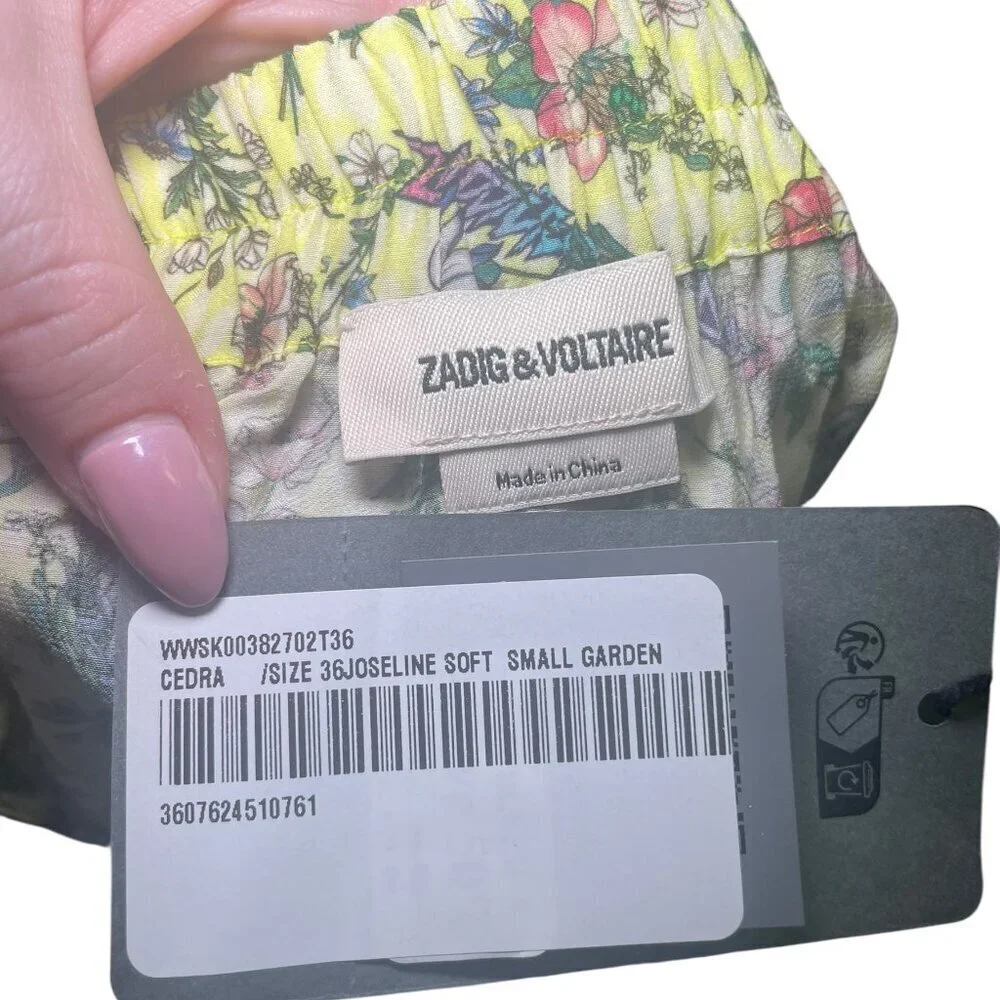 ZADIG & VOLTAIRE
Made in China
WWSK00382702T36
CEDRA /SIZE 36JOSELINE SOFT SMALL GARDEN
3607624510761